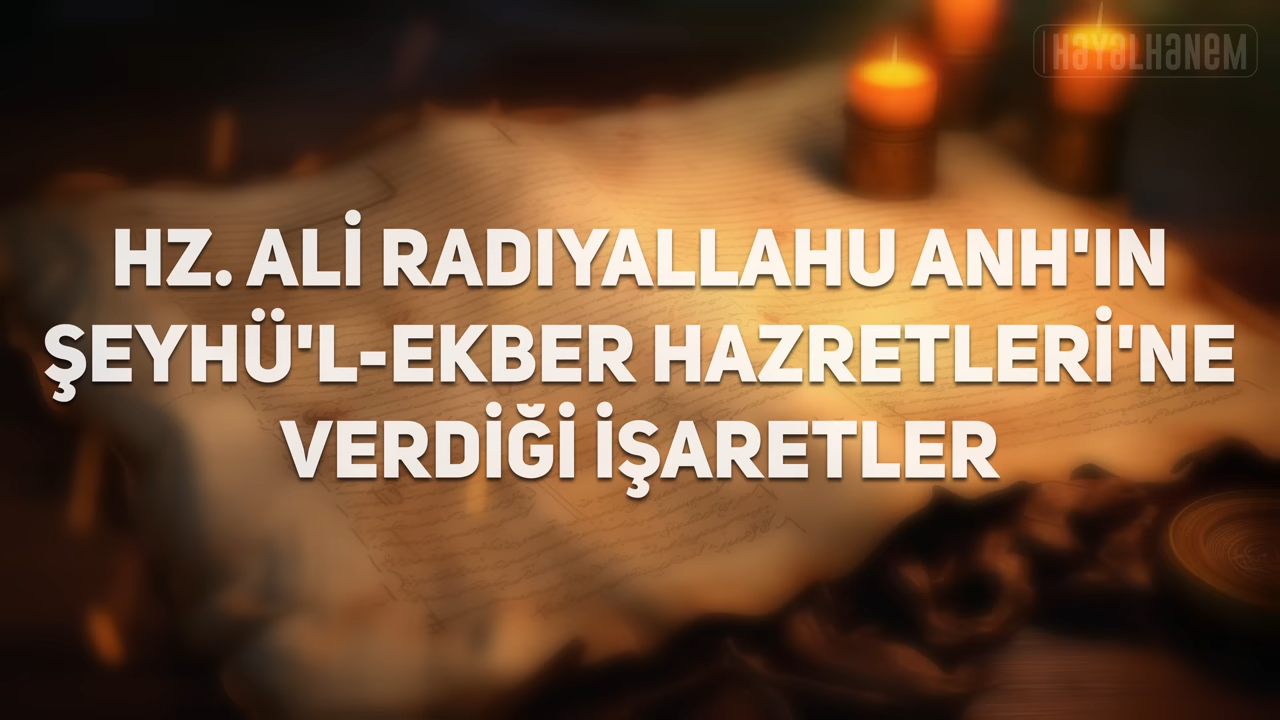 HAYALHANEM
HZ. ALİ RADIYALLAHU ANH'IN
ŞEYHÜ'L-EKBER HAZRETLERİ'NE
VERDİĞİ İŞARETLER